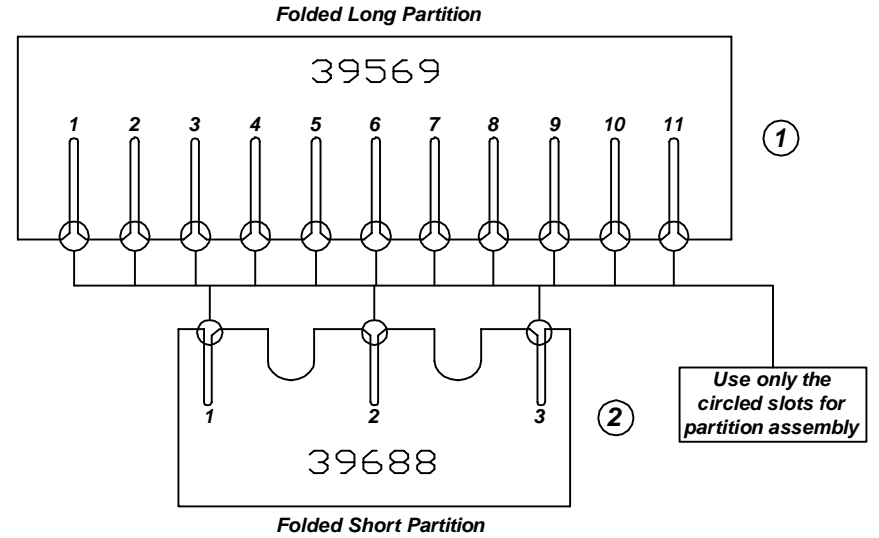 Folded Long Partition
39569
1 2 3 4 5 6 7 8 9 10 11
1
1 2 3
2
Use only the
circled slots for
partition assembly
39688
Folded Short Partition